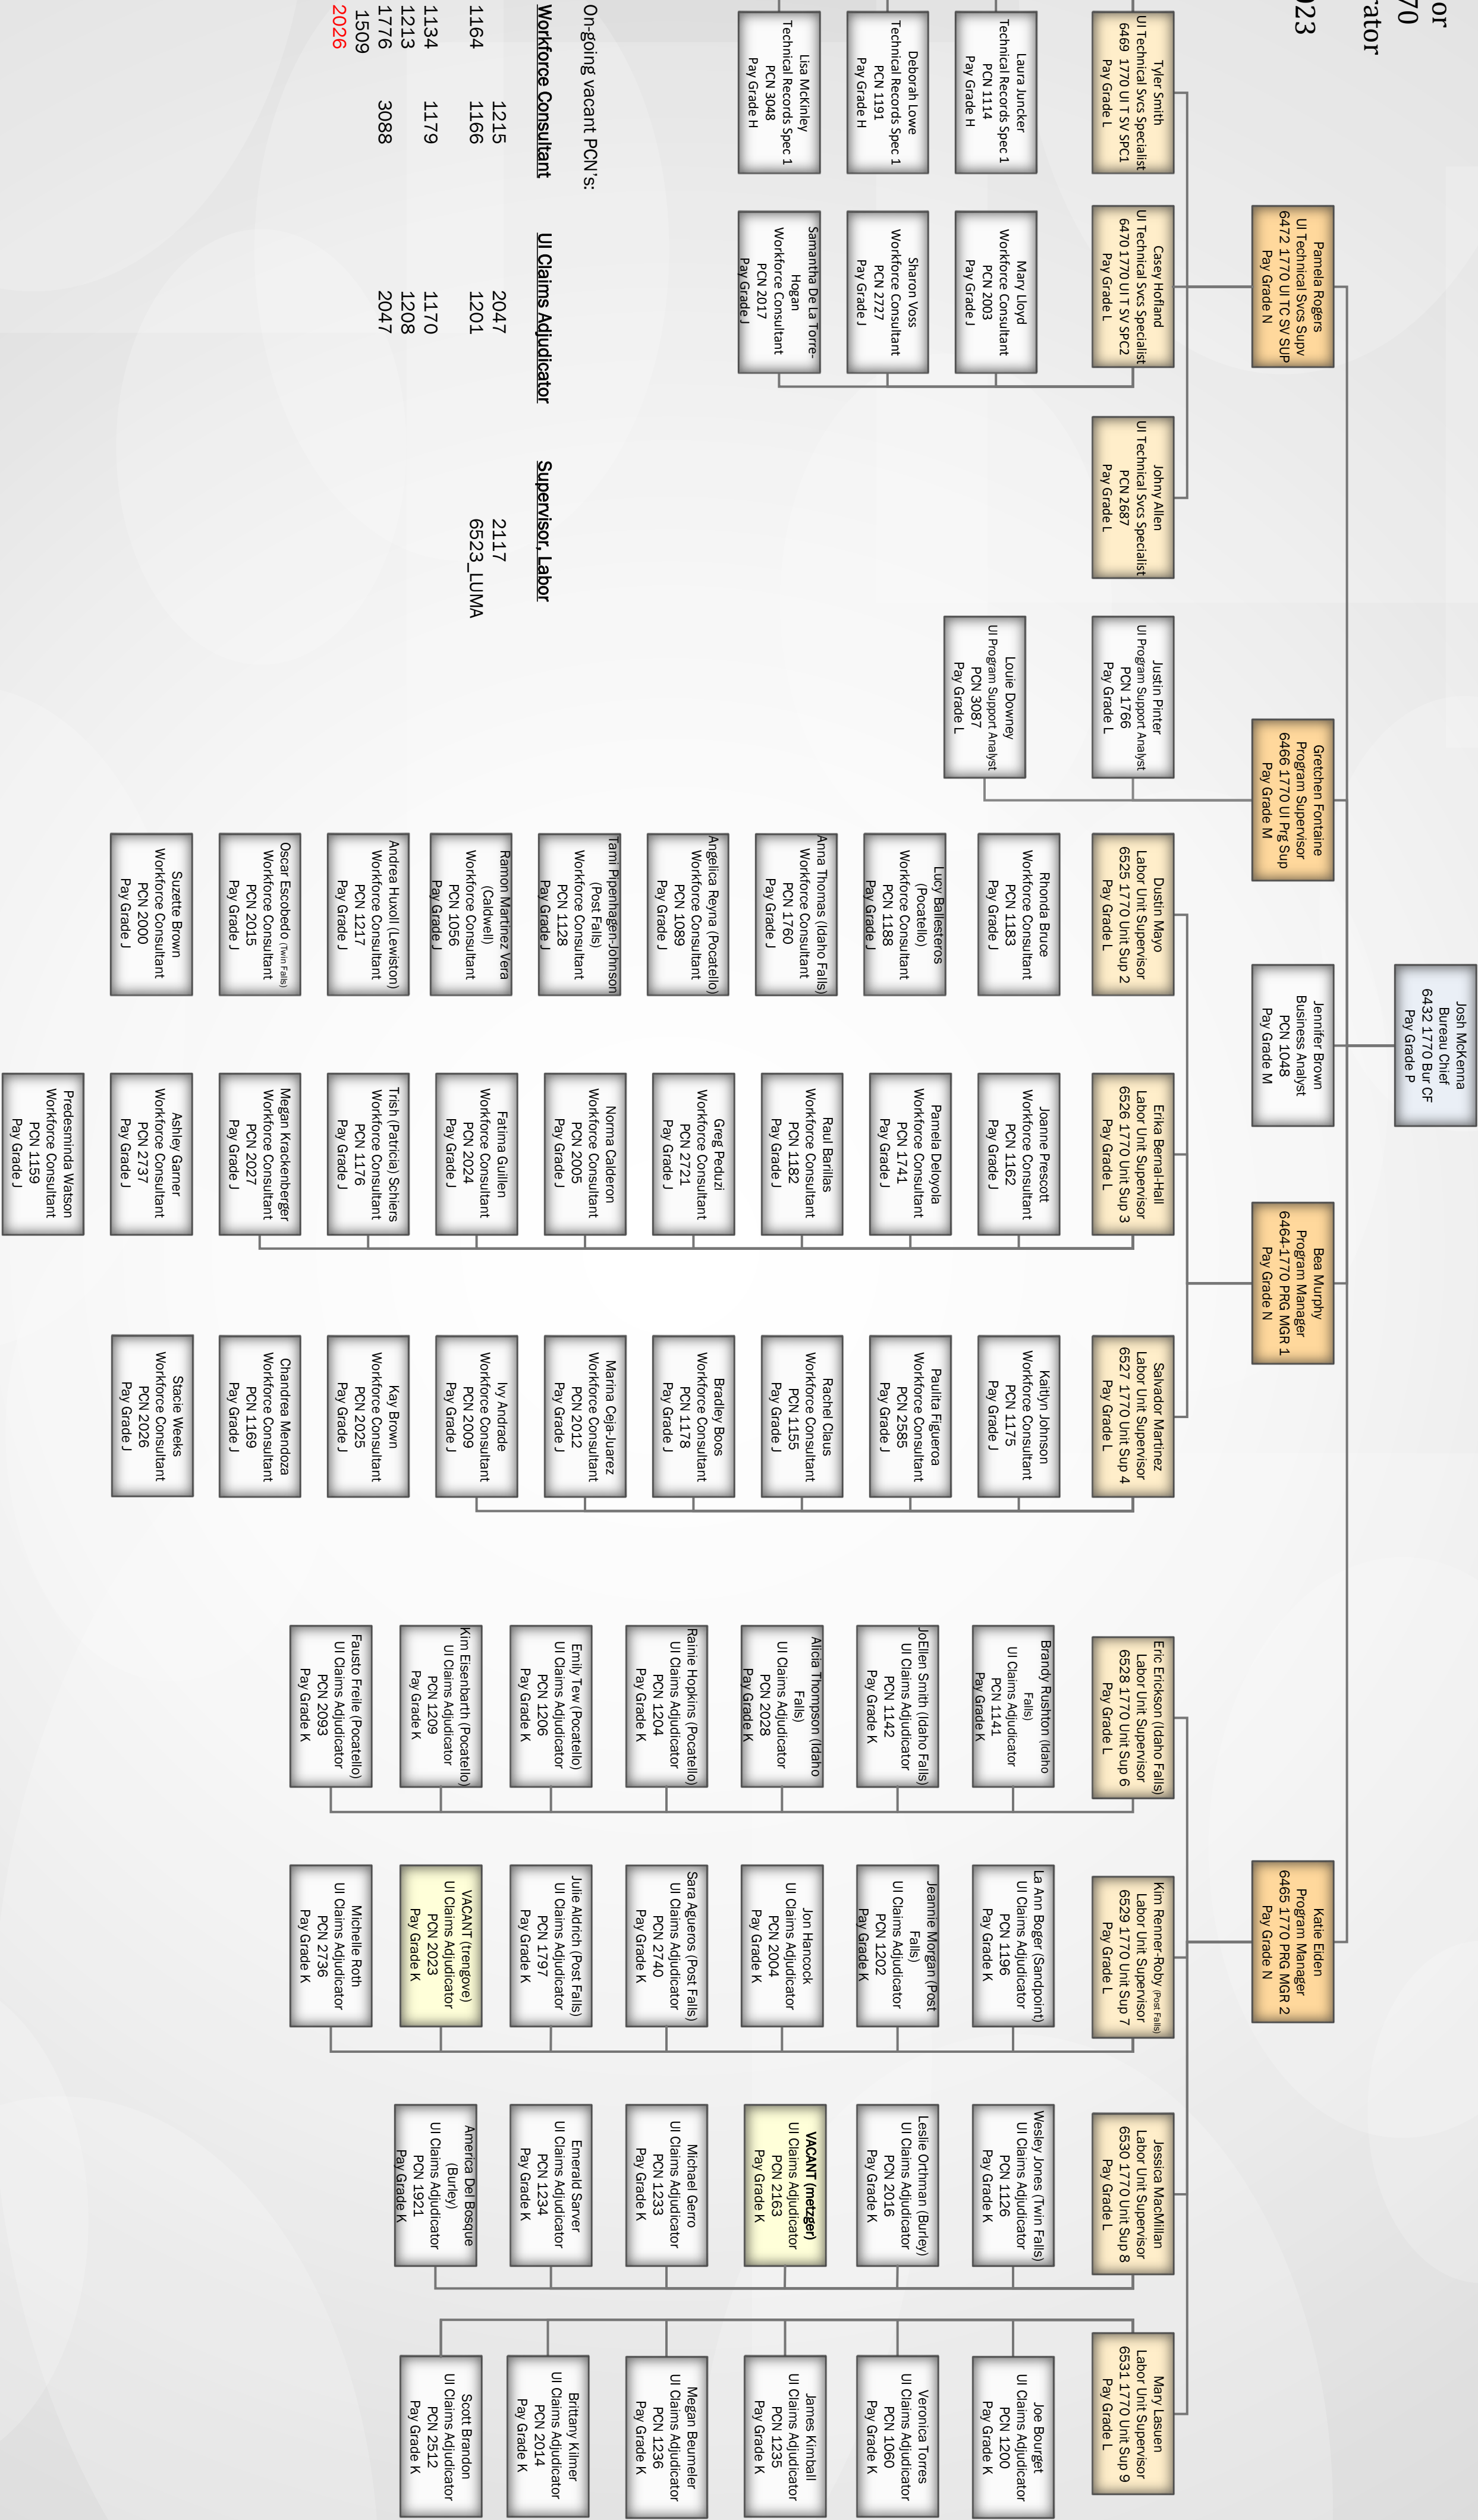 or
70
rator
023
Josh McKenna
Bureau Chief
6432 1770 Bur CF
Pay Grade P
Pamela Rogers
UI Technical Svcs Supv
6472 1770 UI TC SV SUP
Pay Grade N
Gretchen Fontaine
Program Supervisor
6466 1770 UI Prg Sup
Pay Grade M
Jennifer Brown
Business Analyst
PCN 1048
Pay Grade M
Bea Murphy
Program Manager
6464-1770 PRG MGR 1
Pay Grade N
Katie Eiden
Program Manager
6465 1770 PRG MGR 2
Pay Grade N
Tyler Smith
UI Technical Svcs Specialist
6469 1770 UI T SV SPC1
Pay Grade L
Laura Juncker
Technical Records Spec 1
PCN 1114
Pay Grade H
Deborah Lowe
Technical Records Spec 1
PCN 1191
Pay Grade H
Lisa McKinley
Technical Records Spec 1
PCN 3048
Pay Grade H
Casey Hofland
UI Technical Svcs Specialist
6470 1770 UI T SV SPC2
Pay Grade L
Mary Lloyd
Workforce Consultant
PCN 2003
Pay Grade J
Sharon Voss
Workforce Consultant
PCN 2727
Pay Grade J
Samantha De La Torre-
Hogan
Workforce Consultant
PCN 2017
Pay Grade J
Johny Allen
UI Technical Svcs Specialist
PCN 2687
Pay Grade L
Justin Pinter
UI Program Support Analyst
PCN 1766
Pay Grade L
Louie Downey
UI Program Support Analyst
PCN 3087
Pay Grade L
Dustin Mayo
Labor Unit Supervisor
6525 1770 Unit Sup 2
Pay Grade L
Rhonda Bruce
Workforce Consultant
PCN 1183
Pay Grade J
Lucy Ballesteros
(Pocatello)
Workforce Consultant
PCN 1188
Pay Grade J
Anna Thomas (Idaho Falls)
Workforce Consultant
PCN 1760
Pay Grade J
Angelica Reyna (Pocatello)
Workforce Consultant
PCN 1089
Pay Grade J
Tami Pipenhagen-Johnson
(Post Falls)
Workforce Consultant
PCN 1128
Pay Grade J
Ramon Martinez Vera
(Caldwell)
Workforce Consultant
PCN 1056
Pay Grade J
Andrea Huxoll (Lewiston)
Workforce Consultant
PCN 1217
Pay Grade J
Oscar Escobedo (Twin Falls)
Workforce Consultant
PCN 2015
Pay Grade J
Suzette Brown
Workforce Consultant
PCN 2000
Pay Grade J
Erika Bernal-Hall
Labor Unit Supervisor
6526 1770 Unit Sup 3
Pay Grade L
Joanne Prescott
Workforce Consultant
PCN 1162
Pay Grade J
Pamela Deloyola
Workforce Consultant
PCN 1741
Pay Grade J
Raul Barillas
Workforce Consultant
PCN 1182
Pay Grade J
Greg Peduzi
Workforce Consultant
PCN 2721
Pay Grade J
Norma Calderon
Workforce Consultant
PCN 2005
Pay Grade J
Fatima Guillen
Workforce Consultant
PCN 2024
Pay Grade J
Trish (Patricia) Schiers
Workforce Consultant
PCN 1176
Pay Grade J
Megan Krackenberger
Workforce Consultant
PCN 2027
Pay Grade J
Ashley Garner
Workforce Consultant
PCN 2737
Pay Grade J
Predesminda Watson
Workforce Consultant
PCN 1159
Pay Grade J
Salvador Martinez
Labor Unit Supervisor
6527 1770 Unit Sup 4
Pay Grade L
Kaitlyn Johnson
Workforce Consultant
PCN 1175
Pay Grade J
Paulita Figueroa
Workforce Consultant
PCN 2585
Pay Grade J
Rachel Claus
Workforce Consultant
PCN 1155
Pay Grade J
Bradley Boos
Workforce Consultant
PCN 1178
Pay Grade J
Marina Ceja-Juarez
Workforce Consultant
PCN 2012
Pay Grade J
Ivy Andrade
Workforce Consultant
PCN 2009
Pay Grade J
Kay Brown
Workforce Consultant
PCN 2025
Pay Grade J
Chandrea Mendoza
Workforce Consultant
PCN 1169
Pay Grade J
Stacie Weeks
Workforce Consultant
PCN 2026
Pay Grade J
Eric Erickson (Idaho Falls)
Labor Unit Supervisor
6528 1770 Unit Sup 6
Pay Grade L
Brandy Rushton (Idaho
Falls)
UI Claims Adjudicator
PCN 1141
Pay Grade K
JoEllen Smith (Idaho Falls)
UI Claims Adjudicator
PCN 1142
Pay Grade K
Alicia Thompson (Idaho
Falls)
UI Claims Adjudicator
PCN 2028
Pay Grade K
Rainie Hopkins (Pocatello)
UI Claims Adjudicator
PCN 1204
Pay Grade K
Emily Tew (Pocatello)
UI Claims Adjudicator
PCN 1206
Pay Grade K
Kim Eisenbarth (Pocatello)
UI Claims Adjudicator
PCN 1209
Pay Grade K
Fausto Freile (Pocatello)
UI Claims Adjudicator
PCN 2093
Pay Grade K
Kim Renner-Roby (Post Falls)
Labor Unit Supervisor
6529 1770 Unit Sup 7
Pay Grade L
La Ann Boger (Sandpoint)
UI Claims Adjudicator
PCN 1196
Pay Grade K
Jeannie Morgan (Post
Falls)
UI Claims Adjudicator
PCN 1202
Pay Grade K
Jon Hancock
UI Claims Adjudicator
PCN 2004
Pay Grade K
Sara Agueros (Post Falls)
UI Claims Adjudicator
PCN 2740
Pay Grade K
Julie Aldrich (Post Falls)
UI Claims Adjudicator
PCN 1797
Pay Grade K
VACANT (trengove)
UI Claims Adjudicator
PCN 2023
Pay Grade K
Michelle Roth
UI Claims Adjudicator
PCN 2736
Pay Grade K
Jessica MacMillan
Labor Unit Supervisor
6530 1770 Unit Sup 8
Pay Grade L
Wesley Jones (Twin Falls)
UI Claims Adjudicator
PCN 1126
Pay Grade K
Leslie Orthman (Burley)
UI Claims Adjudicator
PCN 2016
Pay Grade K
VACANT (metzger)
UI Claims Adjudicator
PCN 2163
Pay Grade K
Michael Gerro
UI Claims Adjudicator
PCN 1233
Pay Grade K
Emerald Sarver
UI Claims Adjudicator
PCN 1234
Pay Grade K
America Del Bosque
(Burley)
UI Claims Adjudicator
PCN 1921
Pay Grade K
Mary Lasuen
Labor Unit Supervisor
6531 1770 Unit Sup 9
Pay Grade L
Joe Bourget
UI Claims Adjudicator
PCN 1200
Pay Grade K
Veronica Torres
UI Claims Adjudicator
PCN 1060
Pay Grade K
James Kimball
UI Claims Adjudicator
PCN 1235
Pay Grade K
Megan Beumeler
UI Claims Adjudicator
PCN 1236
Pay Grade K
Brittany Kilmer
UI Claims Adjudicator
PCN 2014
Pay Grade K
Scott Brandon
UI Claims Adjudicator
PCN 2512
Pay Grade K
On-going vacant PCN's:
Workforce Consultant UI Claims Adjudicator Supervisor, Labor
1215 2047 2117
1164 1166 1201 6523_LUMA
1134 1179 1170
1213 1208
1776 3088 2047
1509
2026